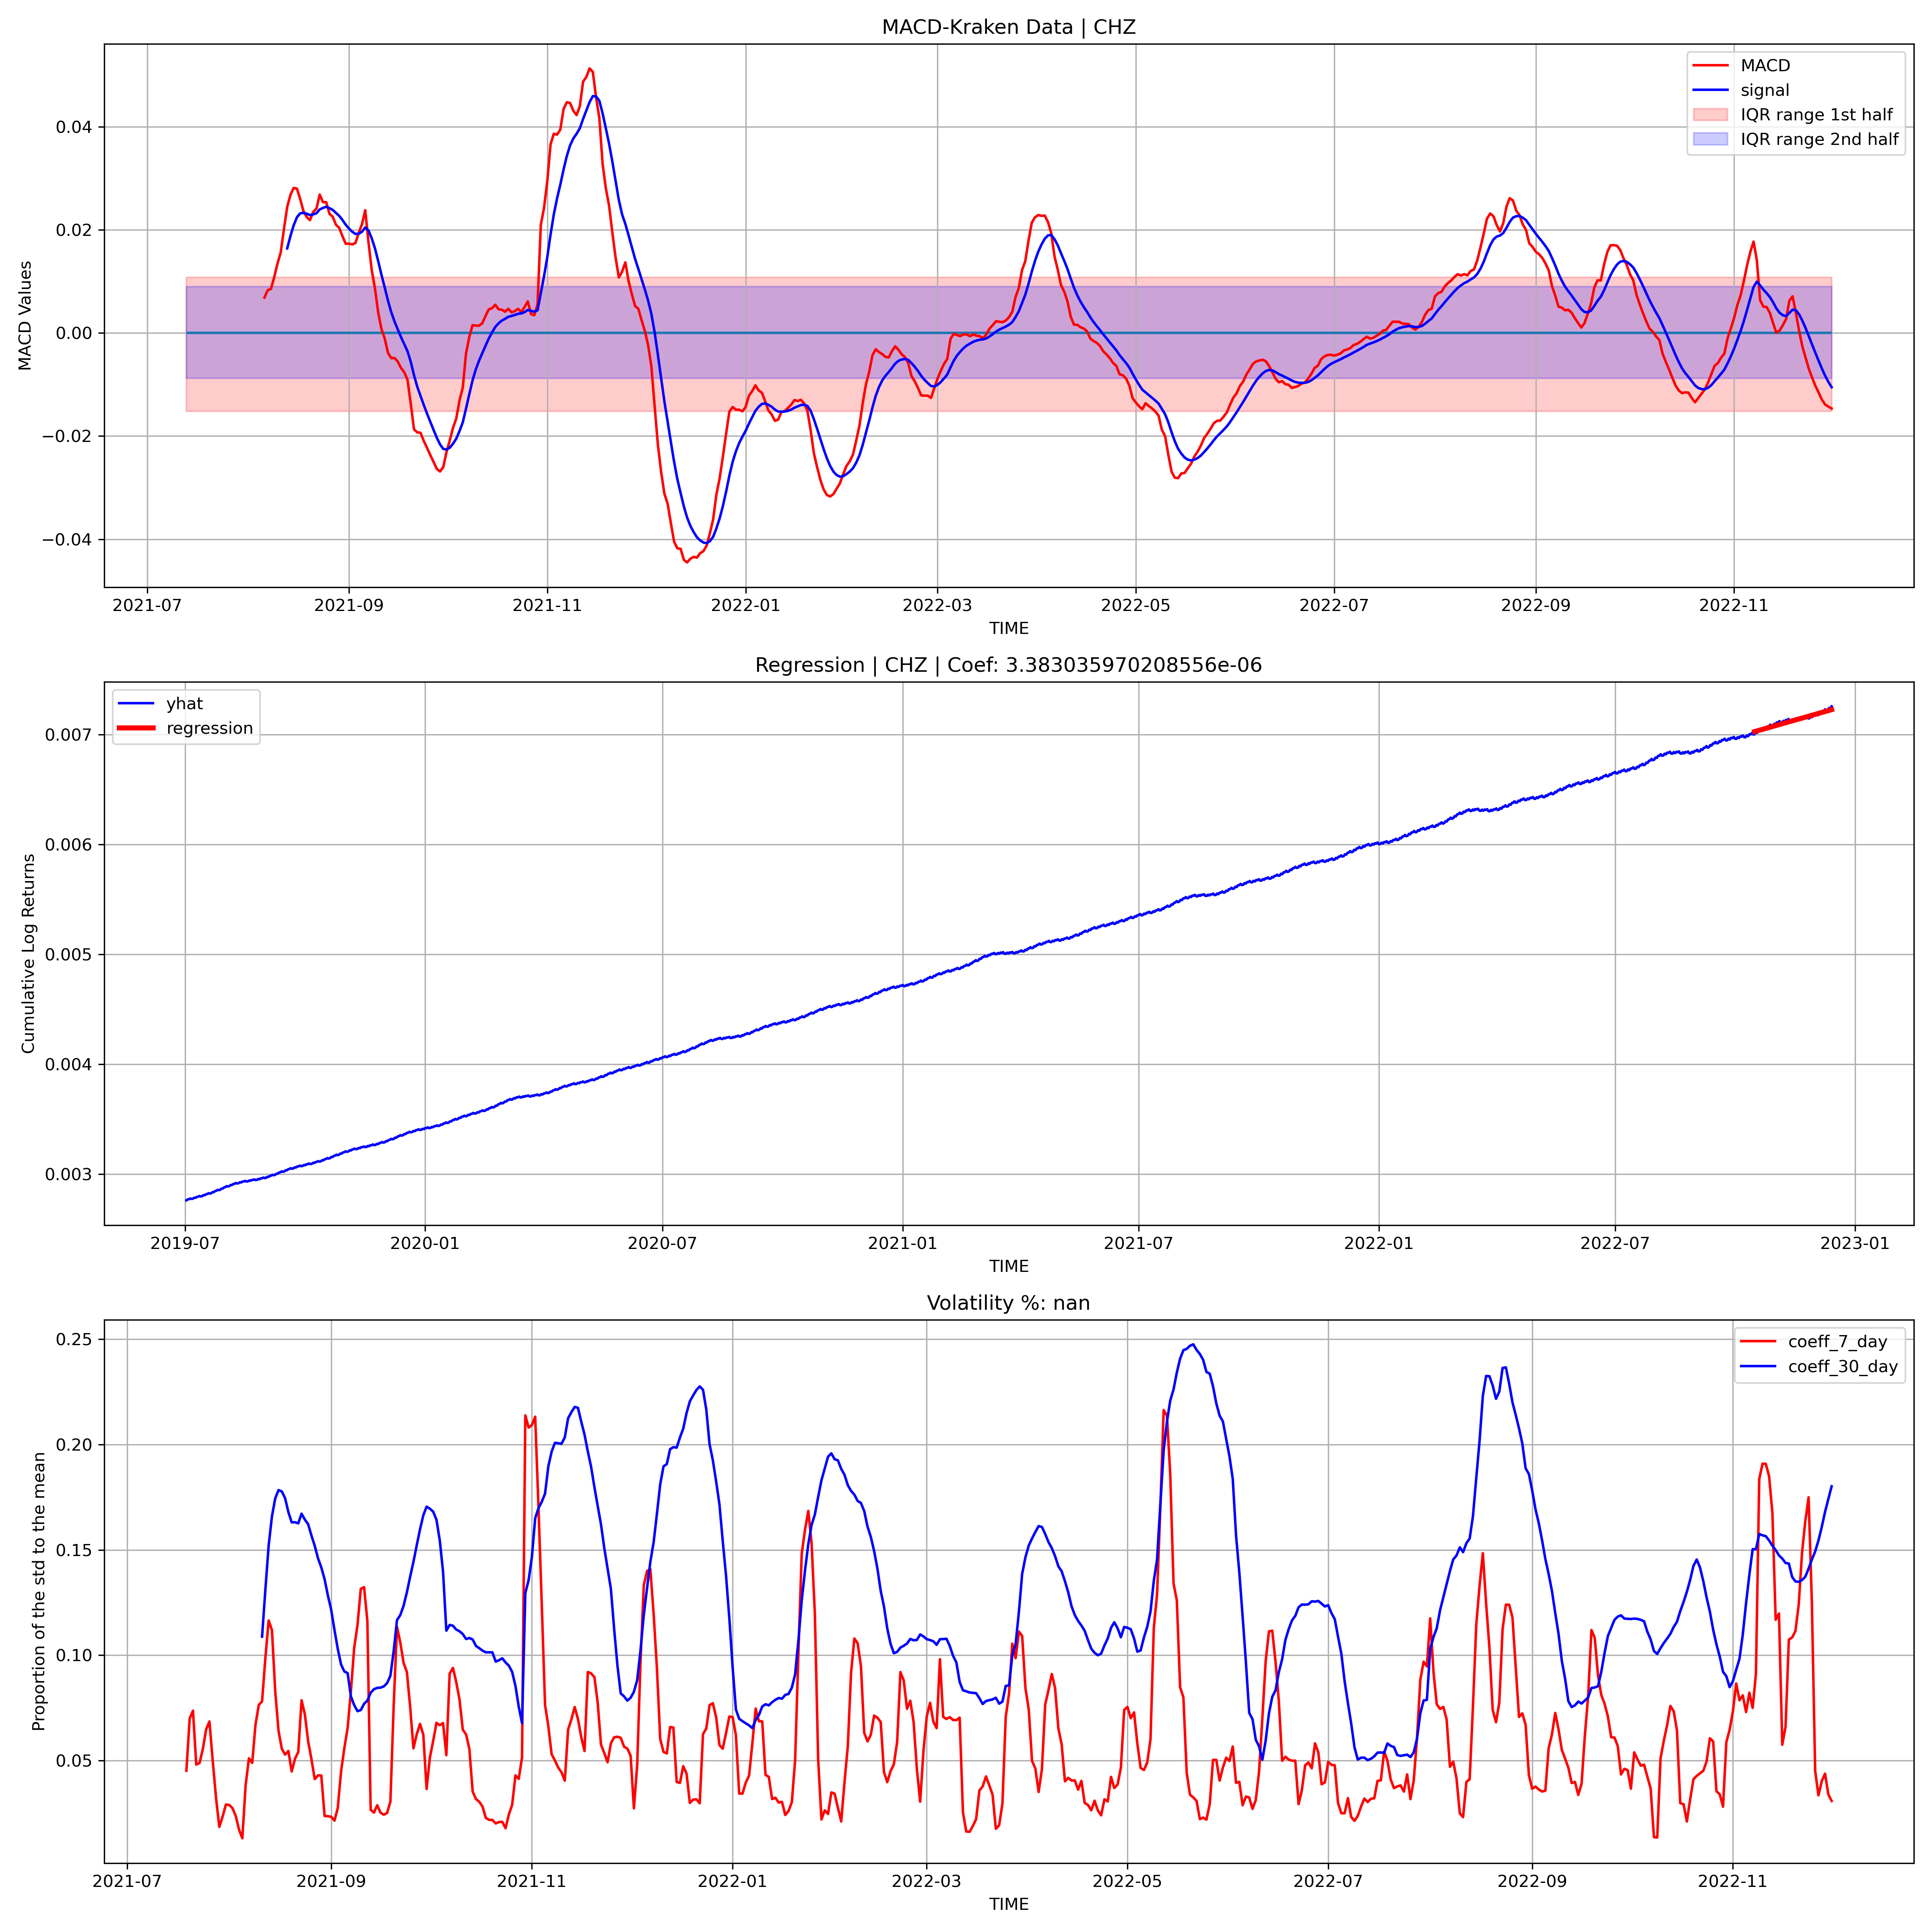 MACD-Kraken Data | CHZ
MACD
signal
IQR range 1st half
IQR range 2nd half
MACD Values
0.04
0.02
0.00
−0.02
−0.04
2021-07 2021-09 2021-11 2022-01 2022-03 2022-05 2022-07 2022-09 2022-11
TIME
Regression | CHZ | Coef: 3.383035970208556e-06
yhat
regression
Cumulative Log Returns
0.007
0.006
0.005
0.004
0.003
2019-07 2020-01 2020-07 2021-01 2021-07 2022-01 2022-07 2023-01
TIME
Volatility %: nan
coeff_7_day
coeff_30_day
Proportion of the std to the mean
0.25
0.20
0.15
0.10
0.05
2021-07 2021-09 2021-11 2022-01 2022-03 2022-05 2022-07 2022-09 2022-11
TIME